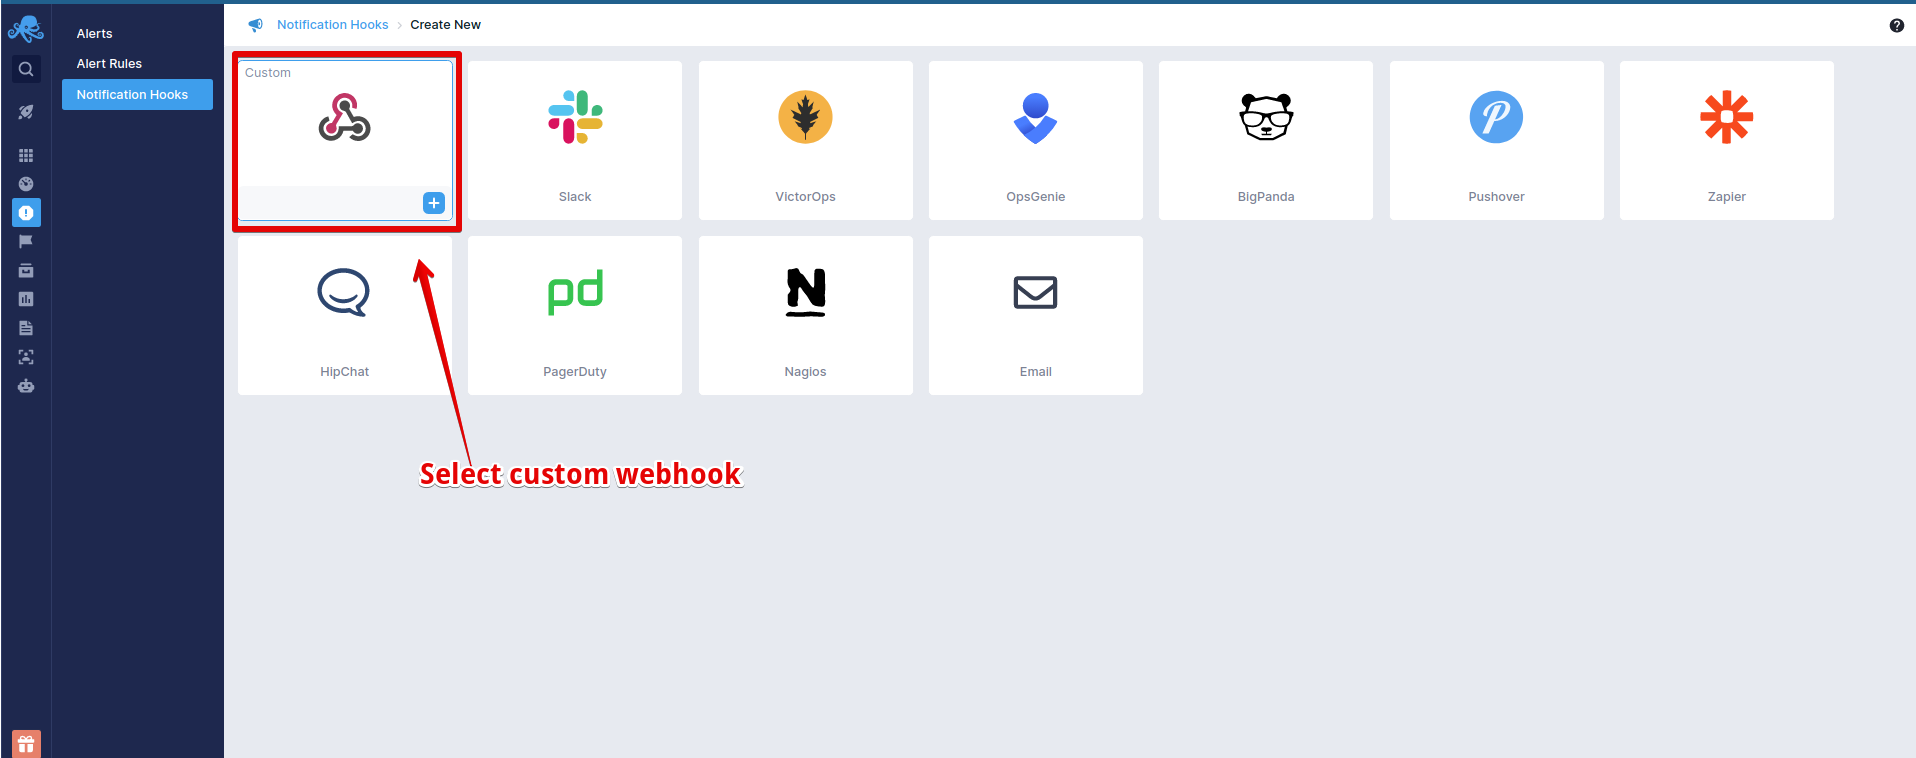 Notification Hooks › Create New
Alerts
Alert Rules
Notification Hooks
Custom
Slack
VictorOps
OpsGenie
BigPanda
Pushover
Zapier
HipChat
pd
PagerDuty
N
Nagios
Email
Select custom webhook